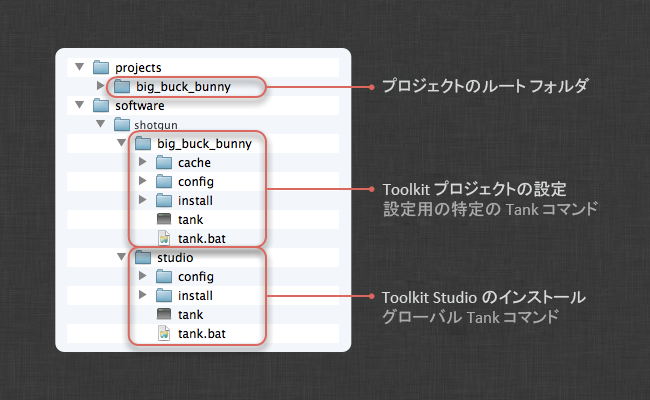 projects
big_buck_bunny
プロジェクトのルート フォルダ
software
shotgun
big_buck_bunny
cache
config
install
tank
tank.bat
Toolkit プロジェクトの設定
設定用の特定の Tank コマンド
studio
config
install
tank
tank.bat
Toolkit Studio のインストール
グローバル Tank コマンド